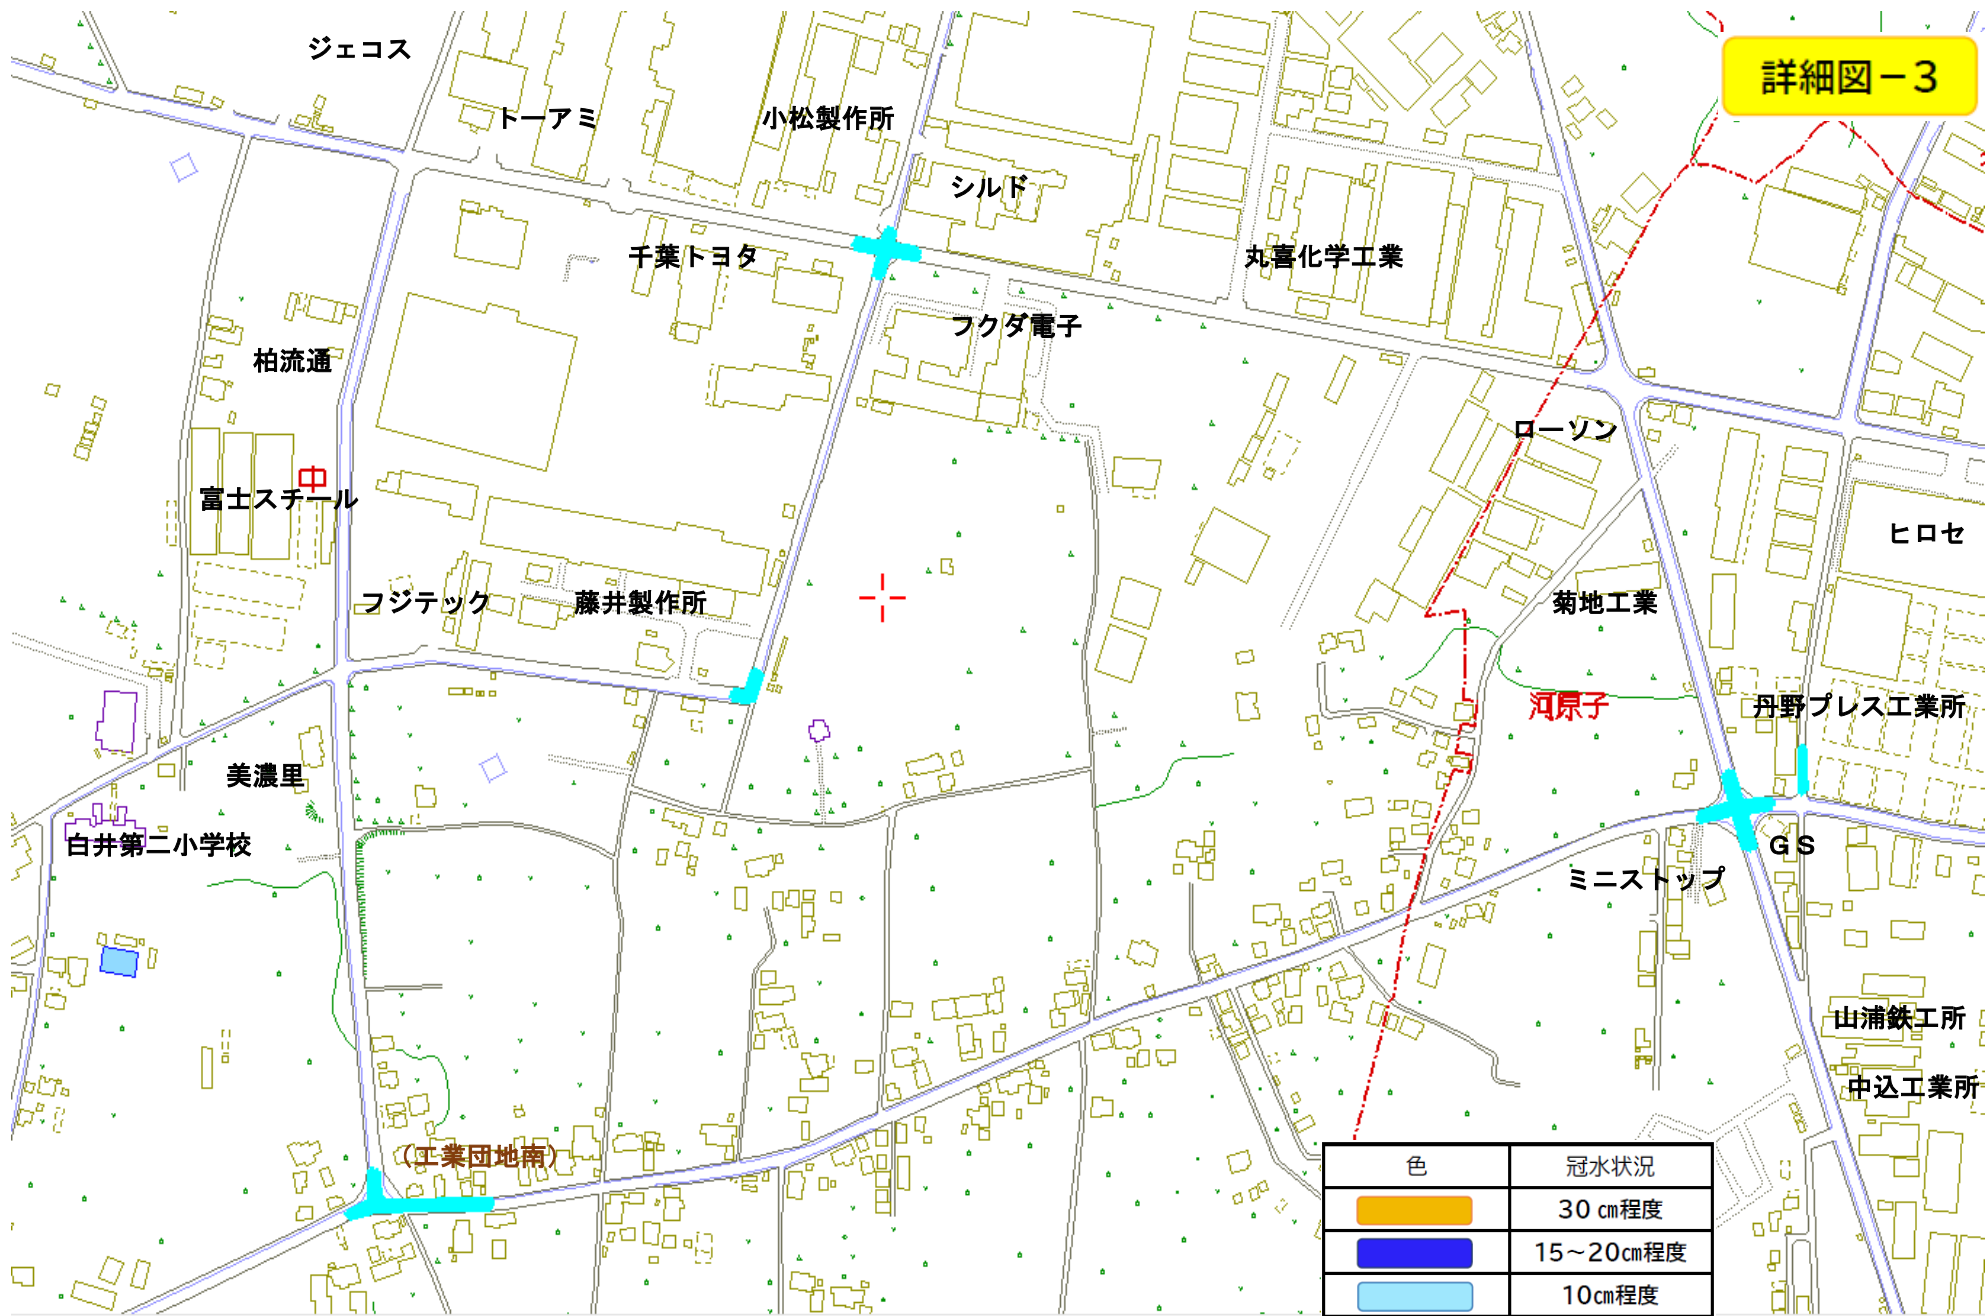 詳細図－3
ジェコス
トーアミ
小松製作所
シルド
千葉トヨタ
丸喜化学工業
フクダ電子
柏流通
ローソン
中
富士スチール
ヒロセ
フジテック
藤井製作所
菊地工業
河原子
丹野プレス工業所
美濃里
白井第二小学校
ＧＳ
ミニストップ
山浦鉄工所
中込工業所
（工業団地南）
色 冠水状況
30㎝程度
15～20㎝程度
10㎝程度